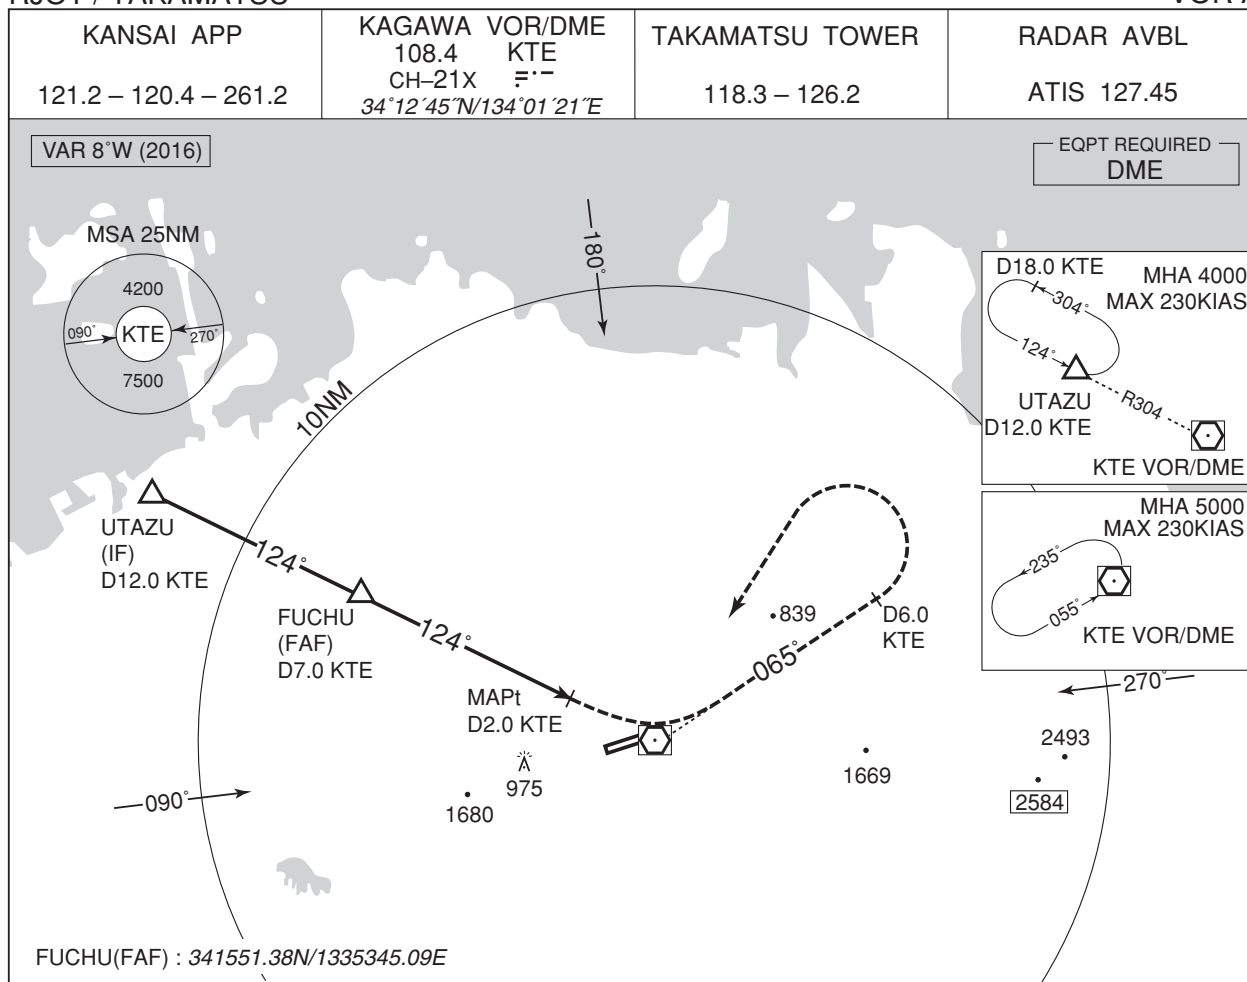 KANSAI APP
121.2 – 120.4 – 261.2
KAGAWA VOR/DME
108.4 KTE
CH–21X
34°12´45˝N/134°01´21˝E
TAKAMATSU TOWER
118.3 – 126.2
RADAR AVBL
ATIS 127.45
VAR 8°W (2016)
EQPT REQUIRED
DME
MSA 25NM
4200
090°
KTE
270°
7500
180°
10NM
D18.0 KTE
MHA 4000
MAX 230KIAS
304°
124°
UTAZU
D12.0 KTE
R304
KTE VOR/DME
MHA 5000
MAX 230KIAS
235°
055°
KTE VOR/DME
UTAZU
(IF)
D12.0 KTE
124°
FUCHU
(FAF)
D7.0 KTE
124°
MAPt
D2.0 KTE
839
D6.0
KTE
065°
270°
2493
2584
1669
975
1680
090°
FUCHU(FAF) : 341551.38N/1335345.09E